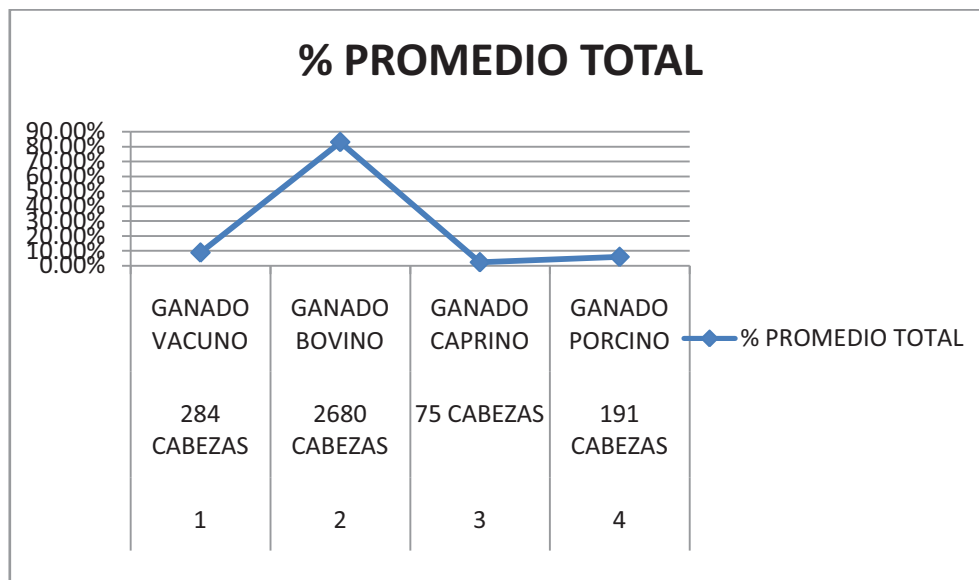 % PROMEDIO TOTAL
90.00%
80.00%
70.00%
60.00%
50.00%
40.00%
30.00%
20.00%
10.00%
0.00%
GANADO VACUNO
GANADO BOVINO
GANADO CAPRINO
GANADO PORCINO
284 CABEZAS
2680 CABEZAS
75 CABEZAS
191 CABEZAS
1
2
3
4
% PROMEDIO TOTAL